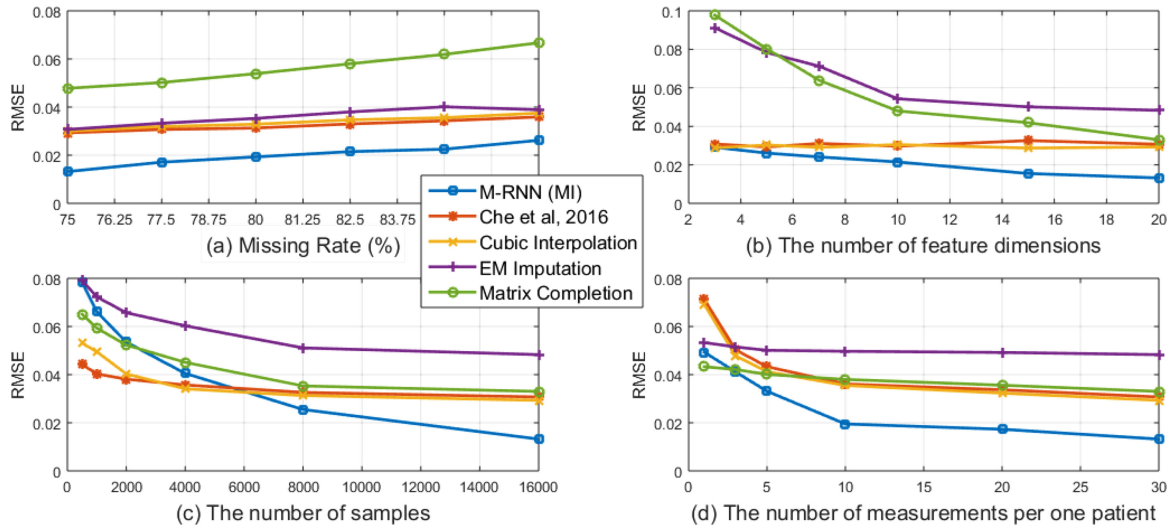 0.08
0.06
0.04
0.02
0
RMSE
75 76.25 77.5 78.75 80 81.25 82.5 83.75
(a) Missing Rate (%)
0.1
0.08
0.06
0.04
0.02
0
RMSE
2 4 6 8 10 12 14 16 18 20
(b) The number of feature dimensions
M-RNN (MI)
Che et al, 2016
Cubic Interpolation
EM Imputation
Matrix Completion
0.08
0.06
0.04
0.02
0
RMSE
0 2000 4000 6000 8000 10000 12000 14000 16000
(c) The number of samples
0.08
0.06
0.04
0.02
0
RMSE
0 5 10 15 20 25 30
(d) The number of measurements per one patient